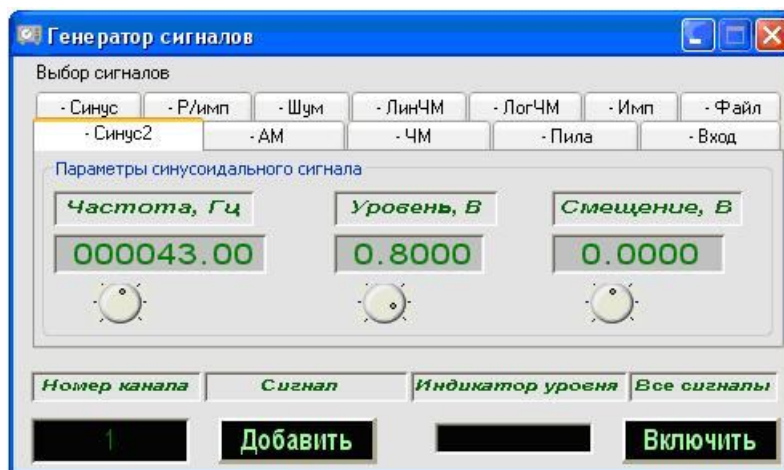 Генератор сигналов
Выбор сигналов
- Синус - Р/имп - Шум - ЛинЧМ - ЛогЧМ - Имп - Файл
- Синус2 - АМ - ЧМ - Пила - Вход
Параметры синусоидального сигнала
Частота, Гц Уровень, В Смещение, В
000043.00 0.8000 0.0000
Номер канала Сигнал Индикатор уровня Все сигналы
1 Добавить Включить